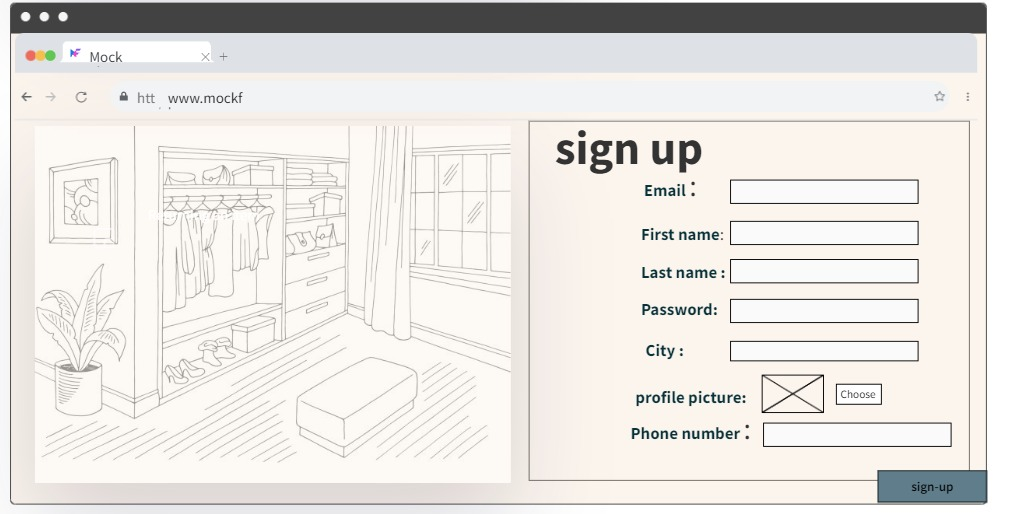 Mock
htt www.mockf
sign up
Email :
First name:
Last name :
Password:
City :
profile picture:
Choose
Phone number :
sign-up